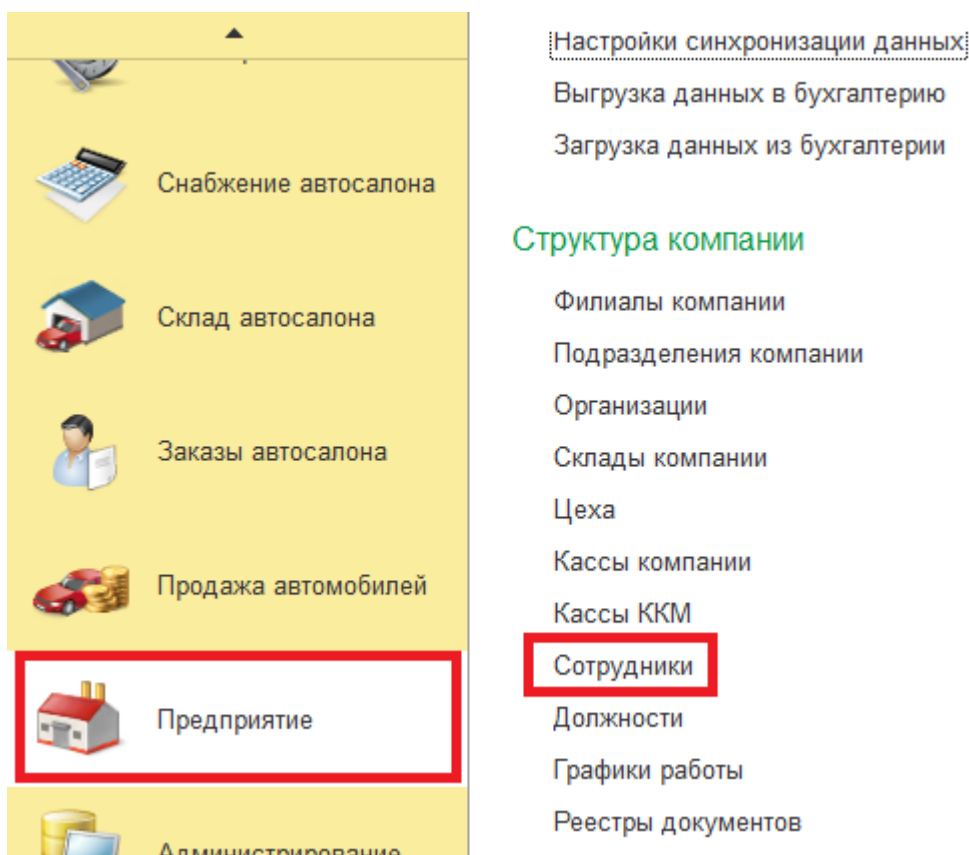 Снабжение автосалона
Склад автосалона
Заказы автосалона
Продажа автомобилей
Предприятие
Администрирование
Настройки синхронизации данных
Выгрузка данных в бухгалтерию
Загрузка данных из бухгалтерии
Структура компании
Филиалы компании
Подразделения компании
Организации
Склады компании
Цеха
Кассы компании
Кассы ККМ
Сотрудники
Должности
Графики работы
Реестры документов